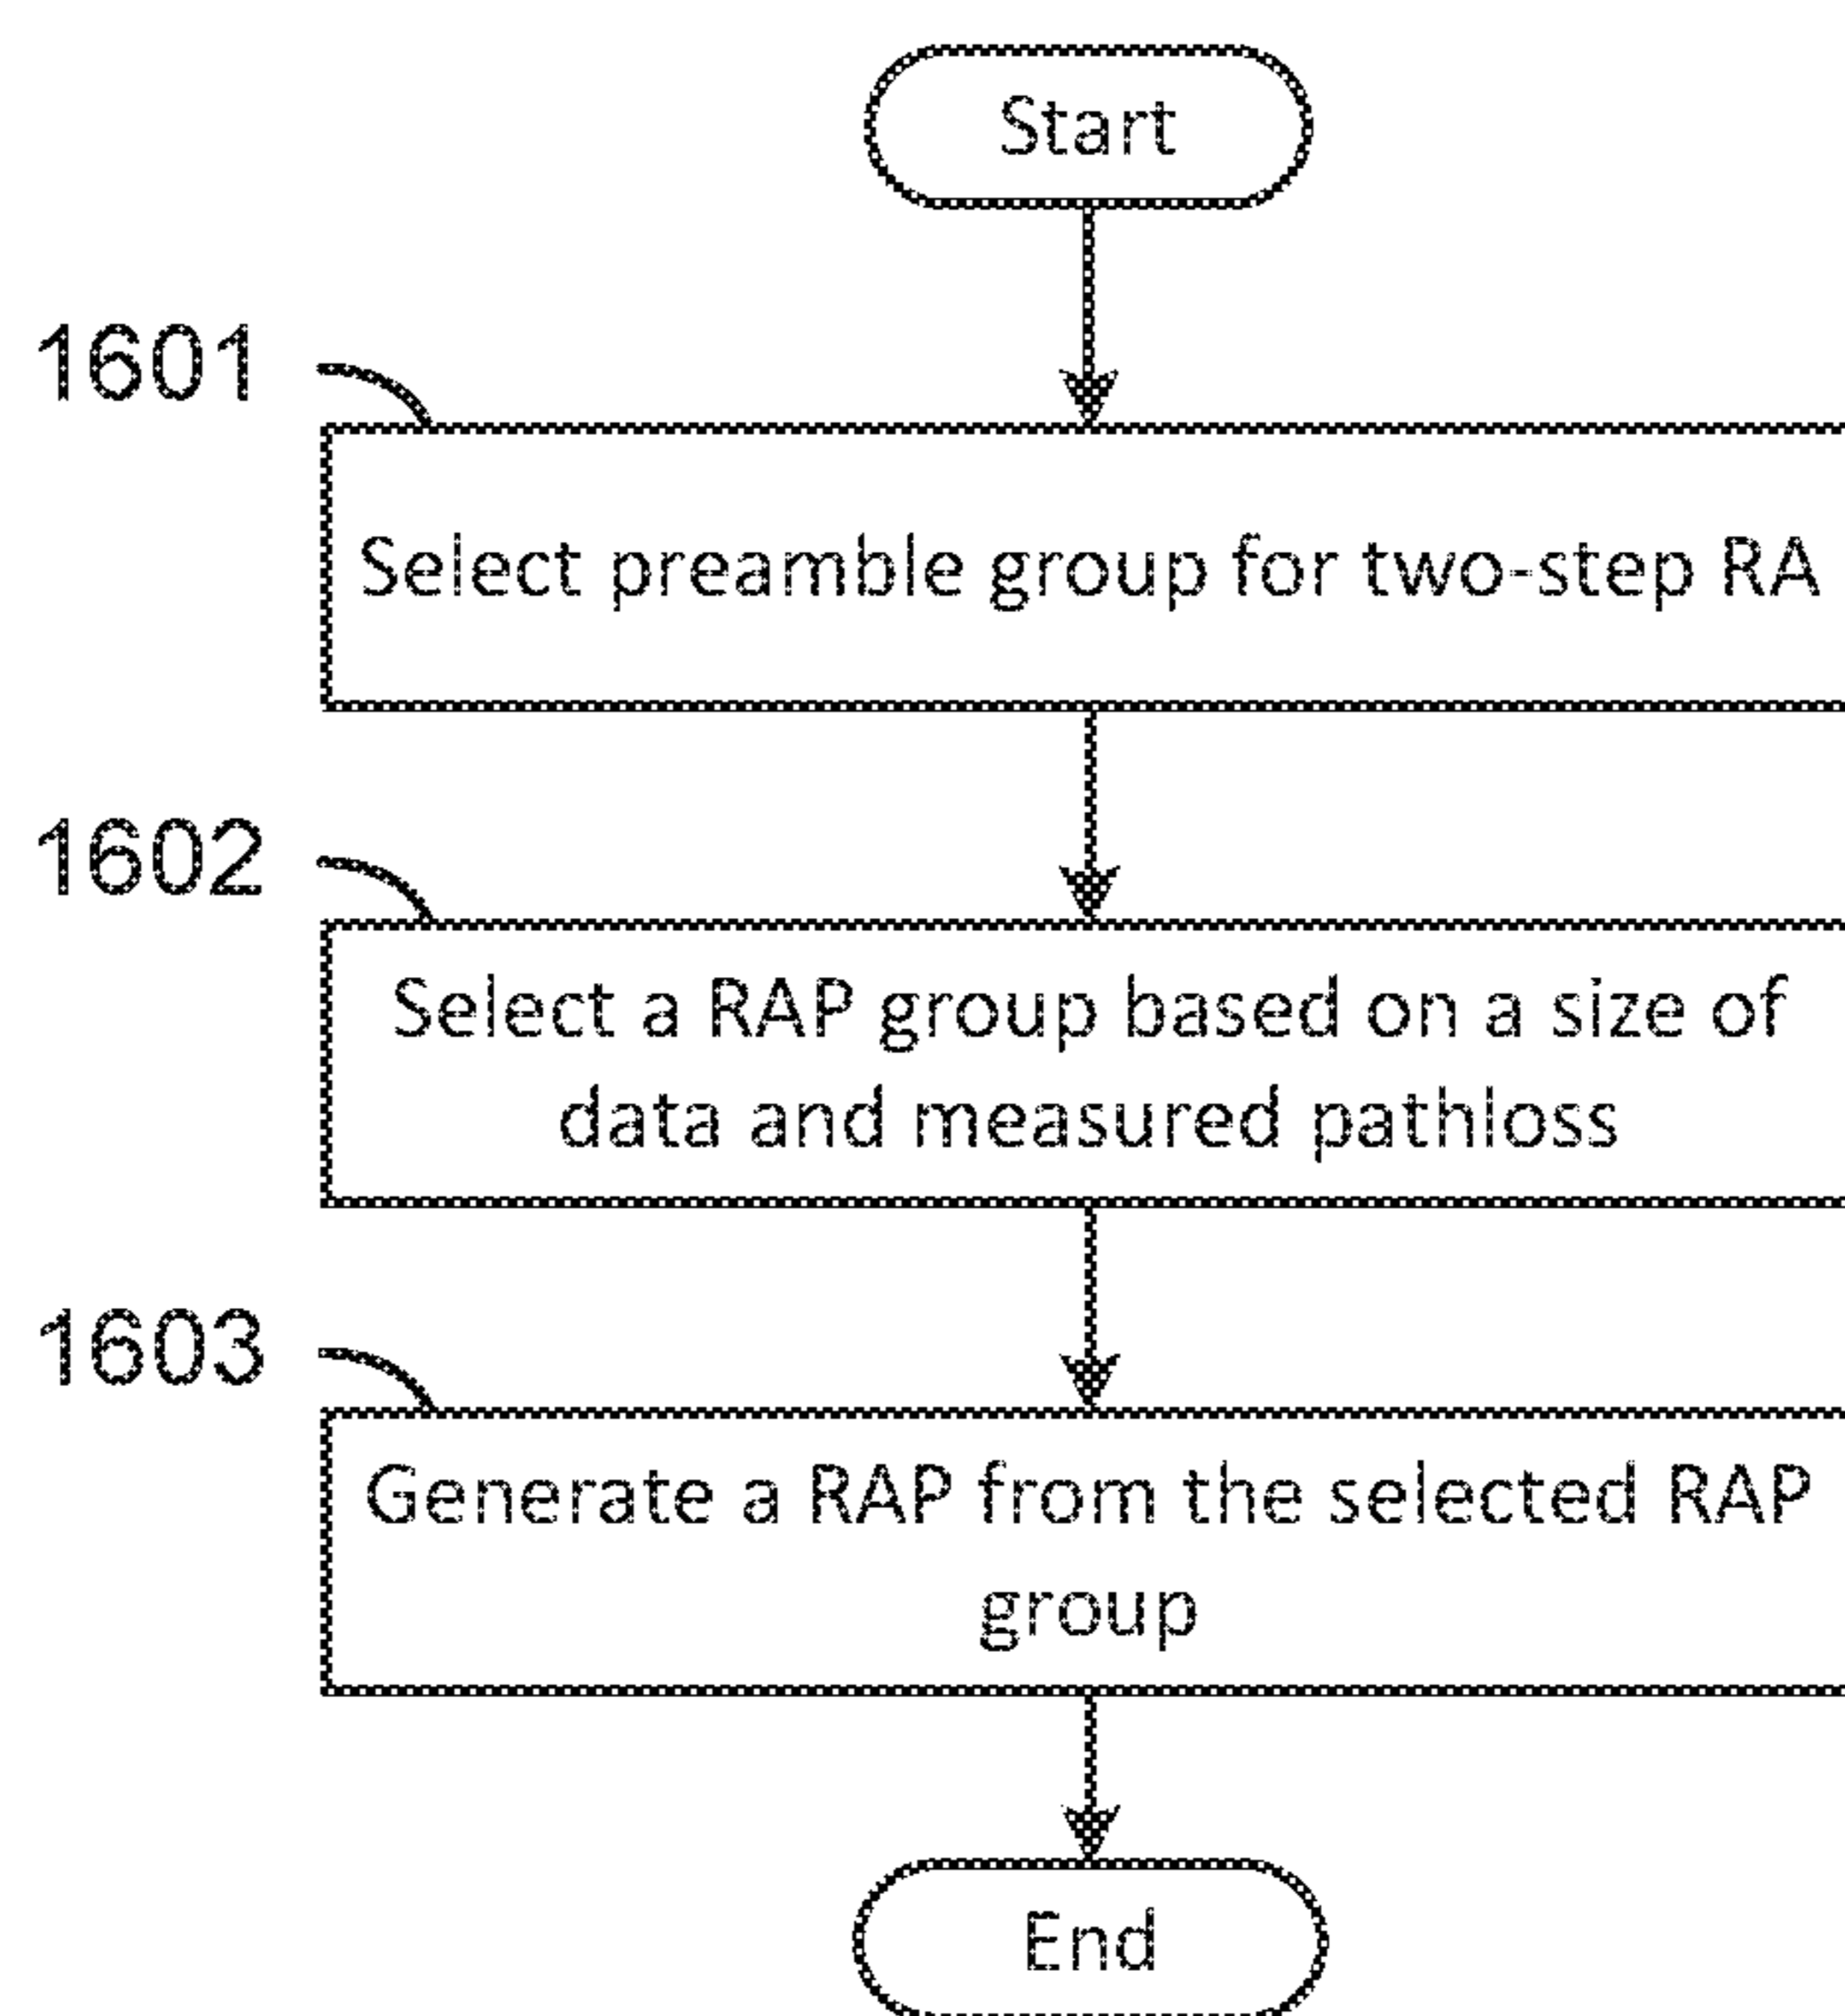 Start
1601
Select preamble group for two-step RA
1602
Select a RAP group based on a size of
data and measured pathloss
1603
Generate a RAP from the selected RAP
group
End